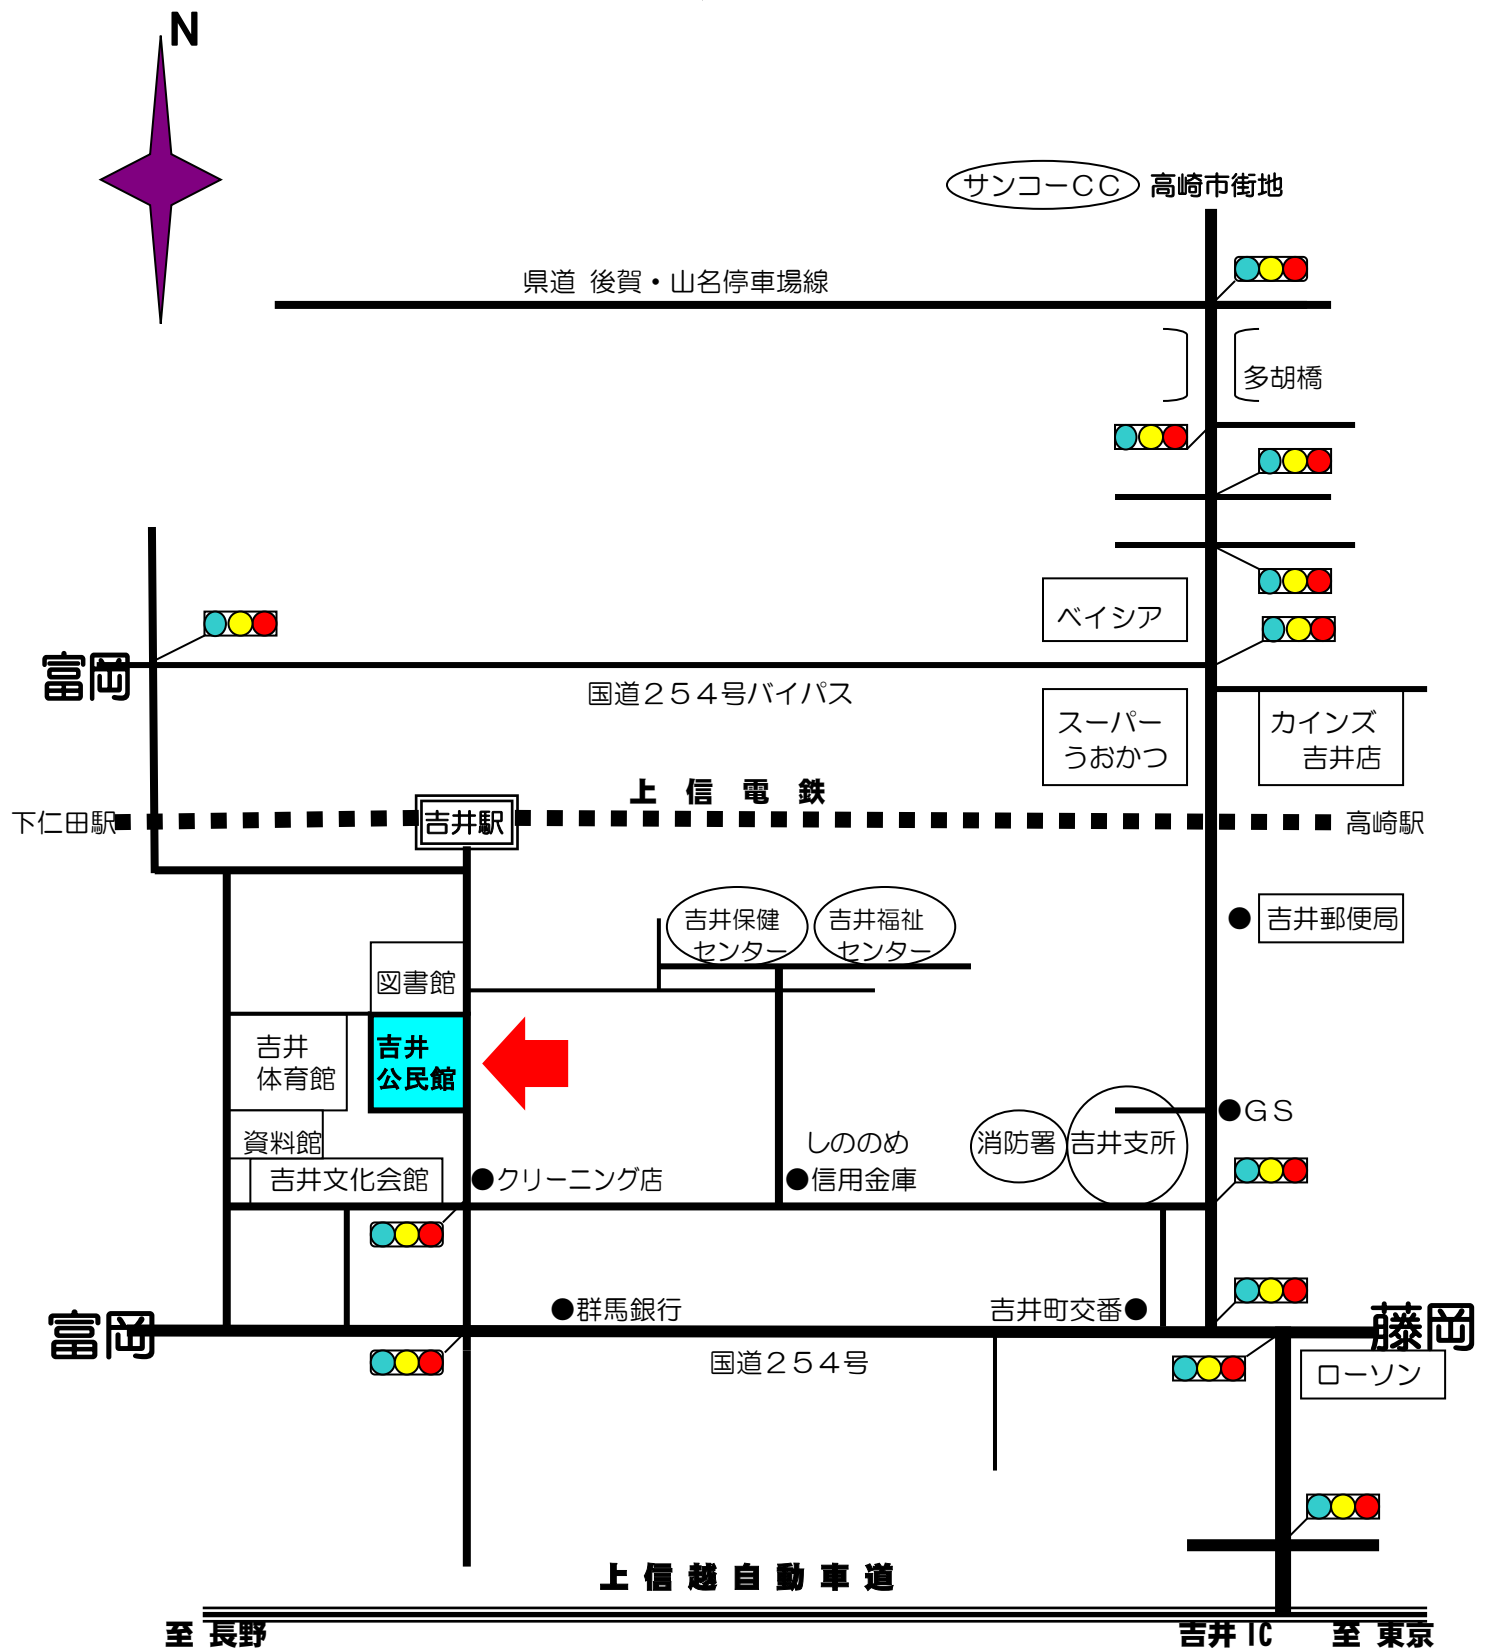 N
サンコーＣＣ
高崎市街地
県道 後賀・山名停車場線
多胡橋
ベイシア
富岡
国道２５４号バイパス
スーパー
うおかつ
カインズ
吉井店
上 信 電 鉄
下仁田駅
吉井駅
高崎駅
吉井保健
センター
吉井福祉
センター
●吉井郵便局
図書館
吉井
体育館
吉井
公民館
●ＧＳ
資料館
しののめ
●信用金庫
消防署
吉井支所
吉井文化会館
●クリーニング店
●群馬銀行
吉井町交番●
富岡
藤岡
国道２５４号
ローソン
上 信 越 自 動 車 道
至 長野
吉井 IC
至 東京